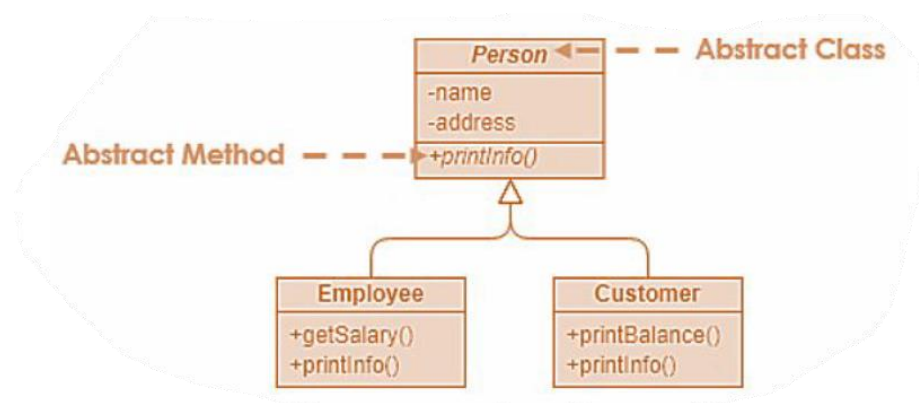 Person
Abstract Class
-name
-address
Abstract Method
+printInfo()
Employee
+getSalary()
+printInfo()
Customer
+printBalance()
+printInfo()